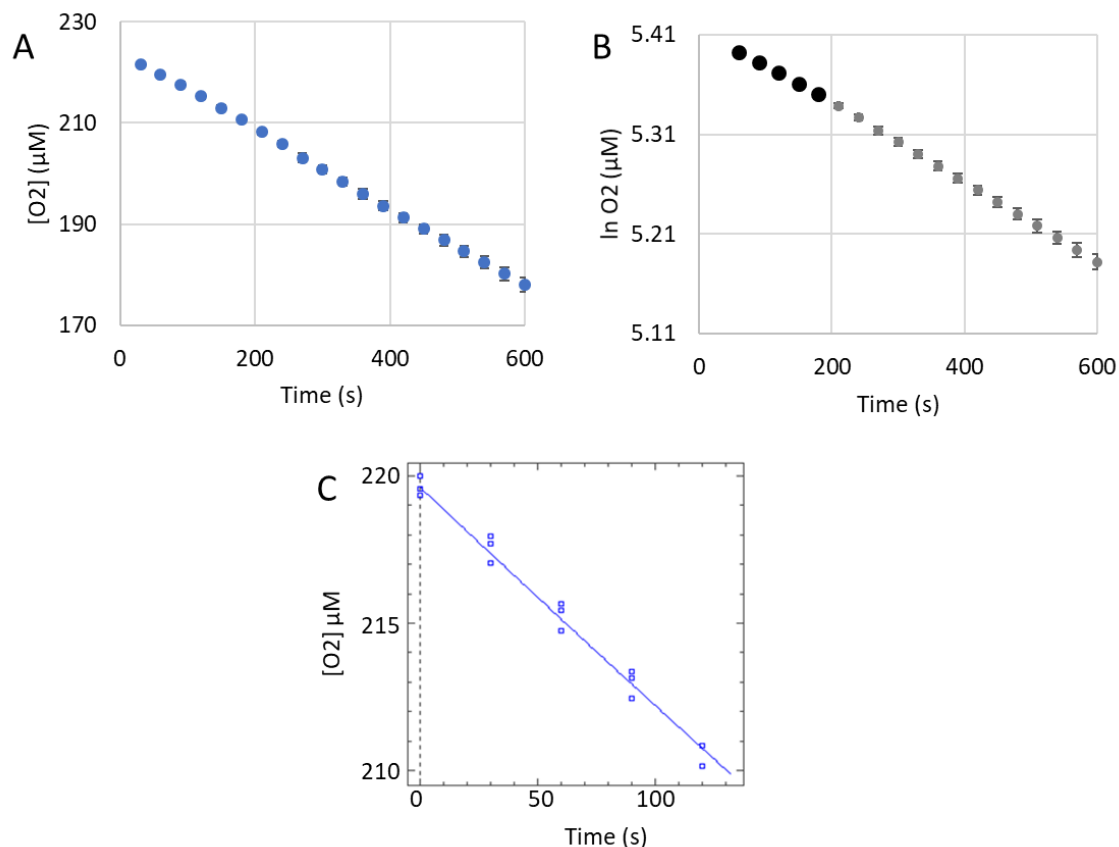 A
[O2] (µM)
230
210
190
170
0 200 400 600
Time (s)
B
ln O2 (µM)
5.41
5.31
5.21
5.11
0 200 400 600
Time (s)
C
[O2] µM
220
215
210
0 50 100
Time (s)